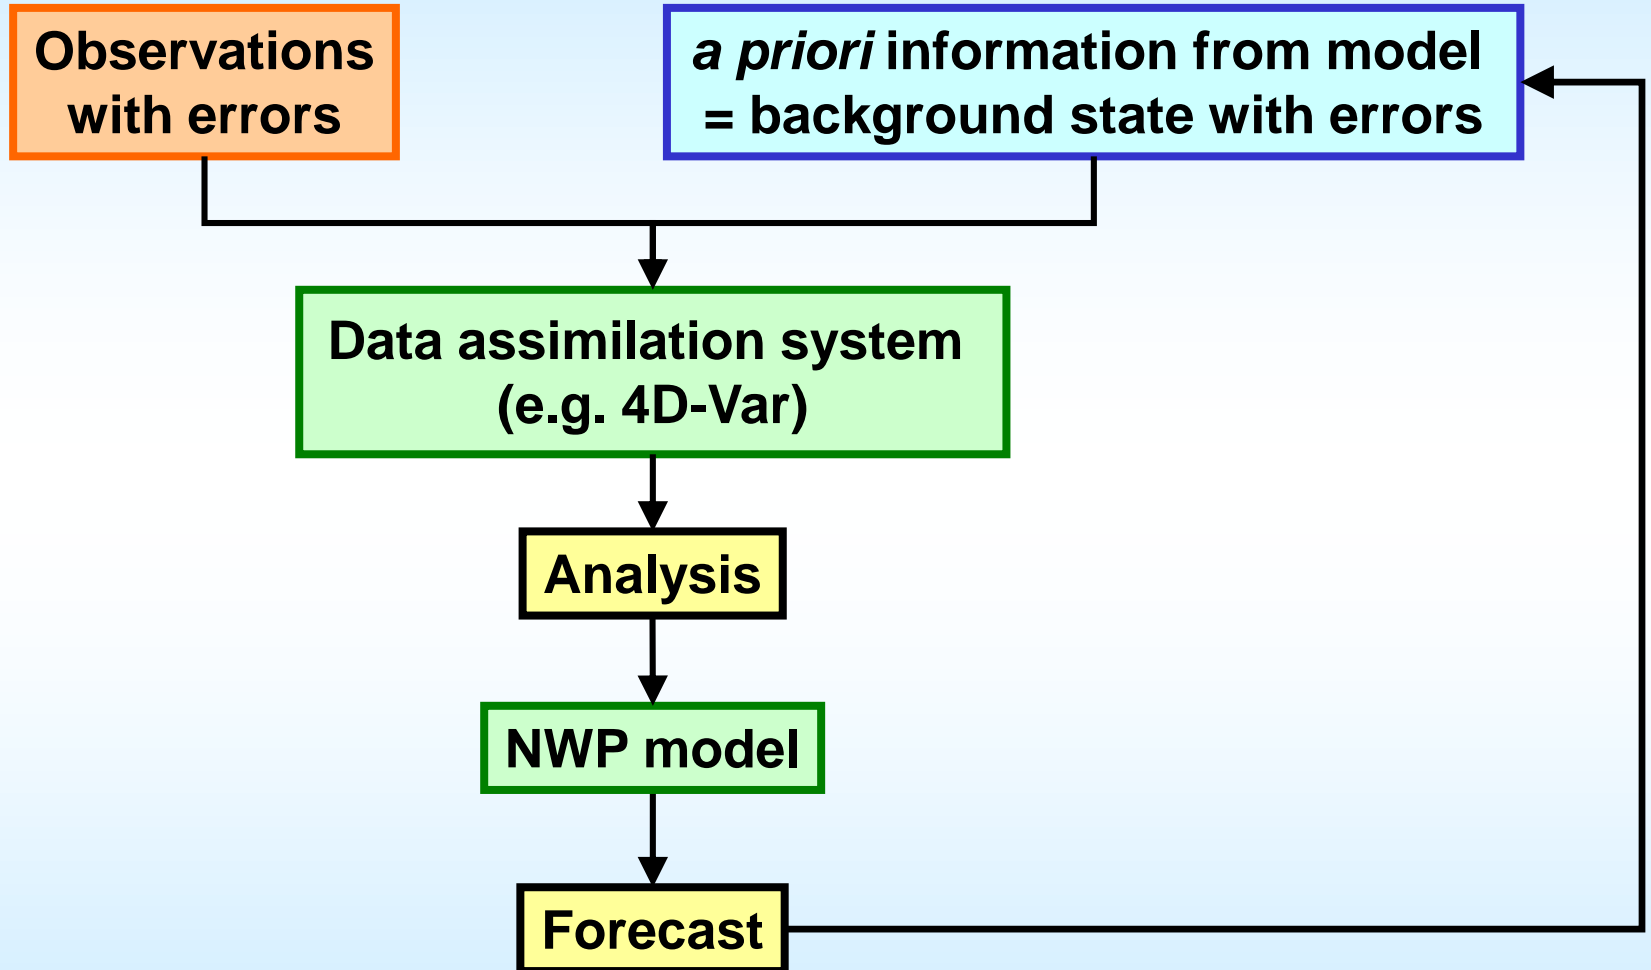 Observations
with errors
a priori information from model
= background state with errors
Data assimilation system
(e.g. 4D-Var)
Analysis
NWP model
Forecast